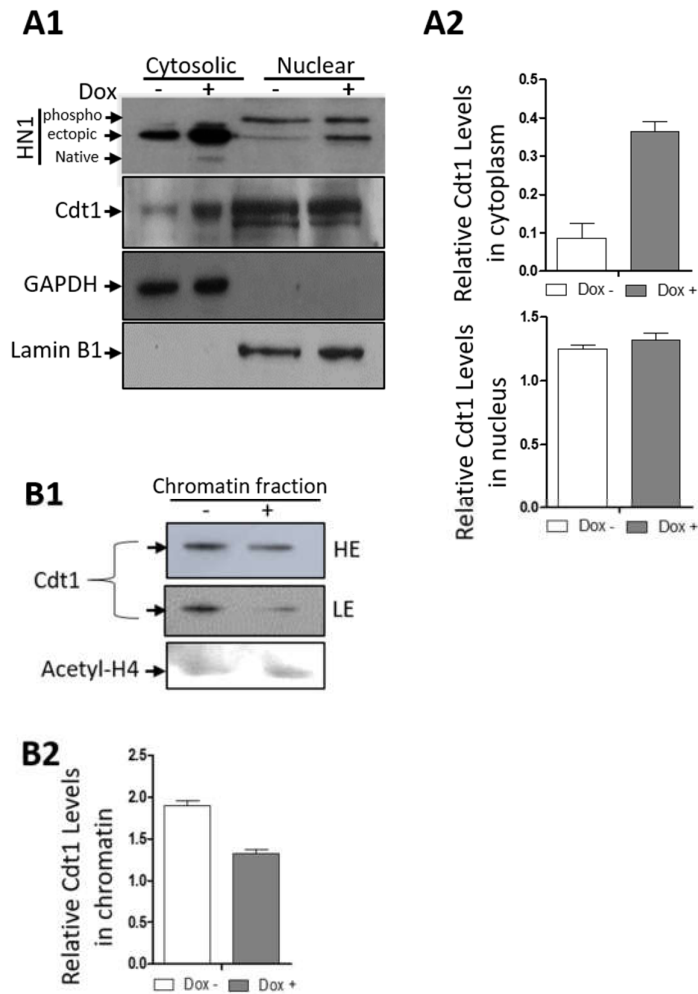 A1
Cytosolic Nuclear
Dox - + - +
HN1
phospho
ectopic
Native
Cdt1
GAPDH
Lamin B1
A2
Relative Cdt1 Levels
in cytoplasm
0.5
0.4
0.3
0.2
0.1
0.0
Dox - Dox +
Relative Cdt1 Levels
in nucleus
1.5
1.0
0.5
0.0
Dox - Dox +
B1
Chromatin fraction
- +
Cdt1
HE
LE
Acetyl-H4
B2
Relative Cdt1 Levels
in chromatin
2.5
2.0
1.5
1.0
0.5
0.0
Dox - Dox +